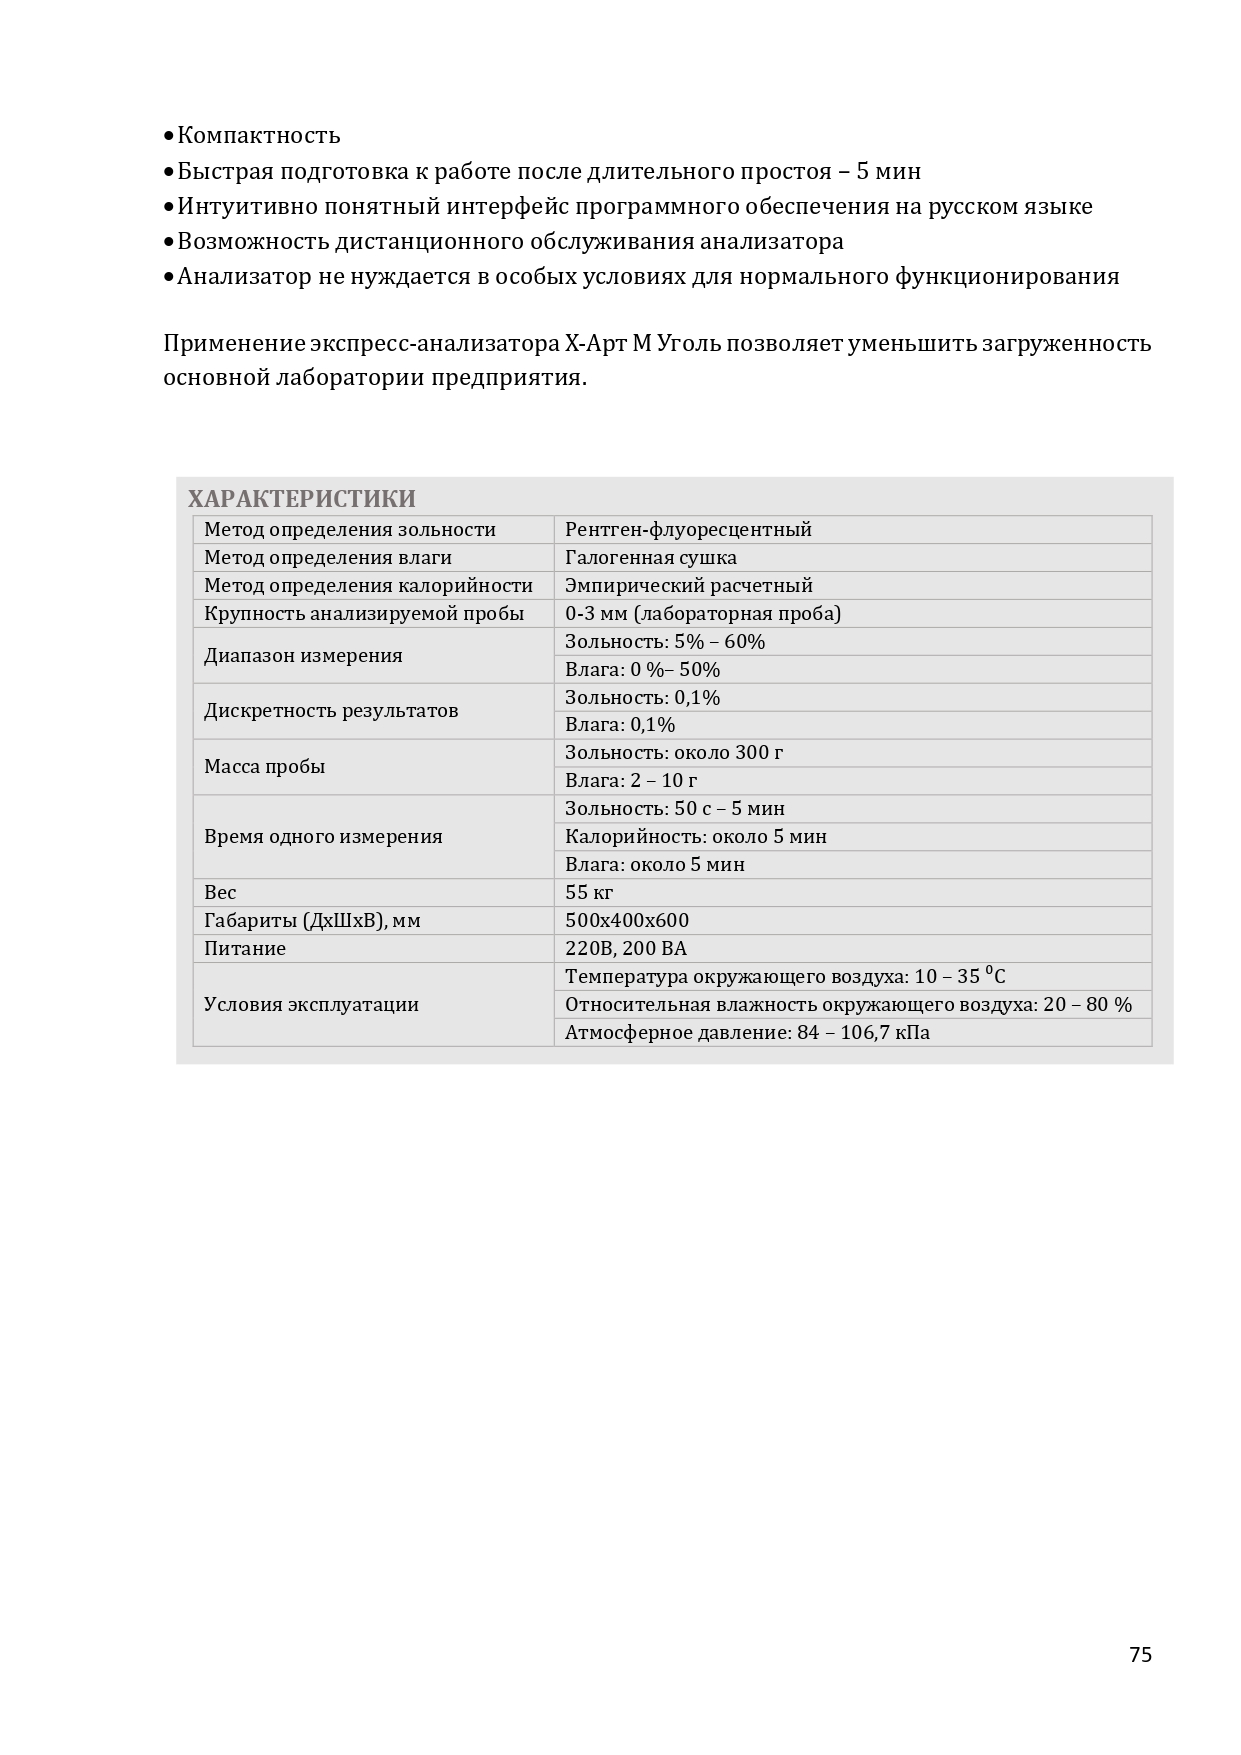 •Компактность
•Быстрая подготовка к работе после длительного простоя – 5 мин
•Интуитивно понятный интерфейс программного обеспечения на русском языке
•Возможность дистанционного обслуживания анализатора
•Анализатор не нуждается в особых условиях для нормального функционирования
Применение экспресс-анализатора Х-Арт М Уголь позволяет уменьшить загруженность
основной лаборатории предприятия.
ХАРАКТЕРИСТИКИ
Метод определения зольности Рентген-флуоресцентный
Метод определения влаги Галогенная сушка
Метод определения калорийности Эмпирический расчетный
Крупность анализируемой пробы 0-3 мм (лабораторная проба)
Диапазон измерения Зольность: 5% – 60%
Влага: 0 %– 50%
Дискретность результатов Зольность: 0,1%
Влага: 0,1%
Масса пробы Зольность: около 300 г
Влага: 2 – 10 г
Время одного измерения Зольность: 50 с – 5 мин
Калорийность: около 5 мин
Влага: около 5 мин
Вес 55 кг
Габариты (ДхШхВ), мм 500х400х600
Питание 220В, 200 ВА
Условия эксплуатации Температура окружающего воздуха: 10 – 35 ⁰С
Относительная влажность окружающего воздуха: 20 – 80 %
Атмосферное давление: 84 – 106,7 кПа
75